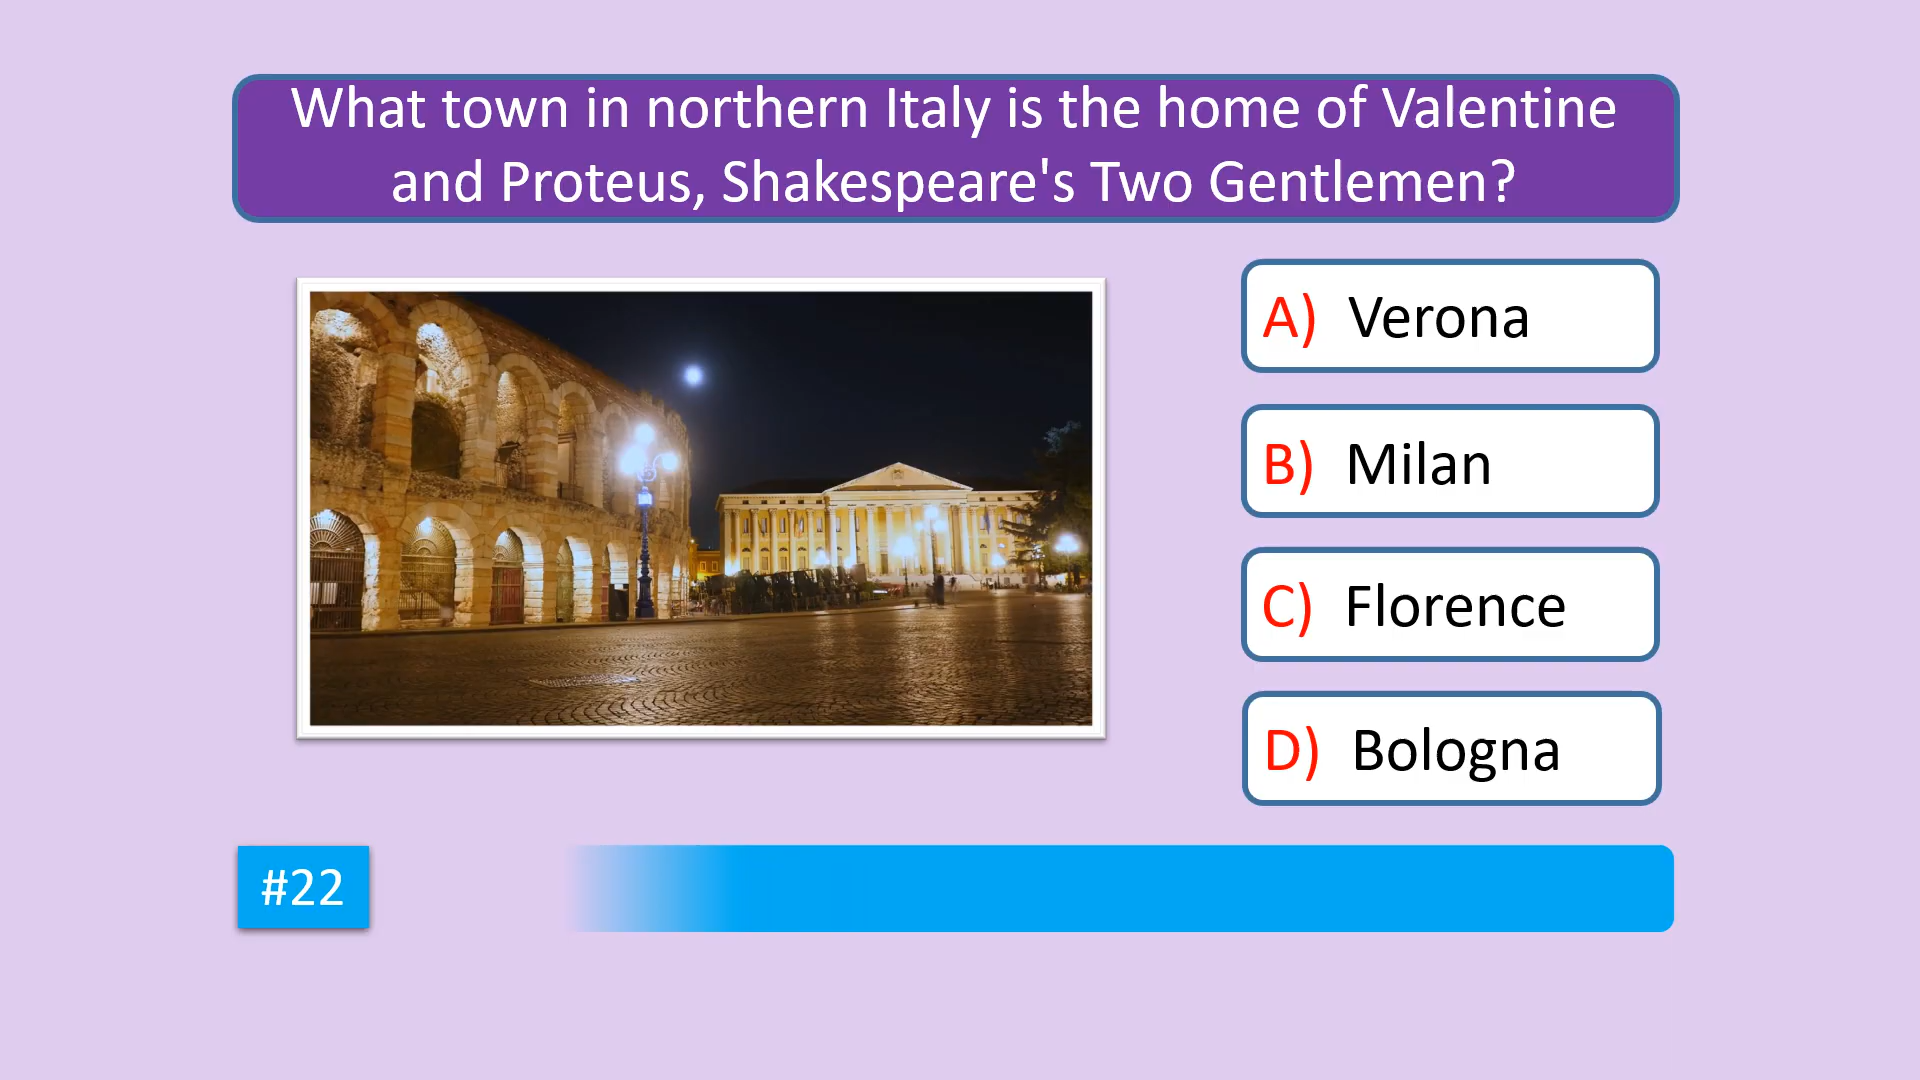 What town in northern Italy is the home of Valentine
and Proteus, Shakespeare's Two Gentlemen?
A) Verona
B) Milan
C) Florence
D) Bologna
#22